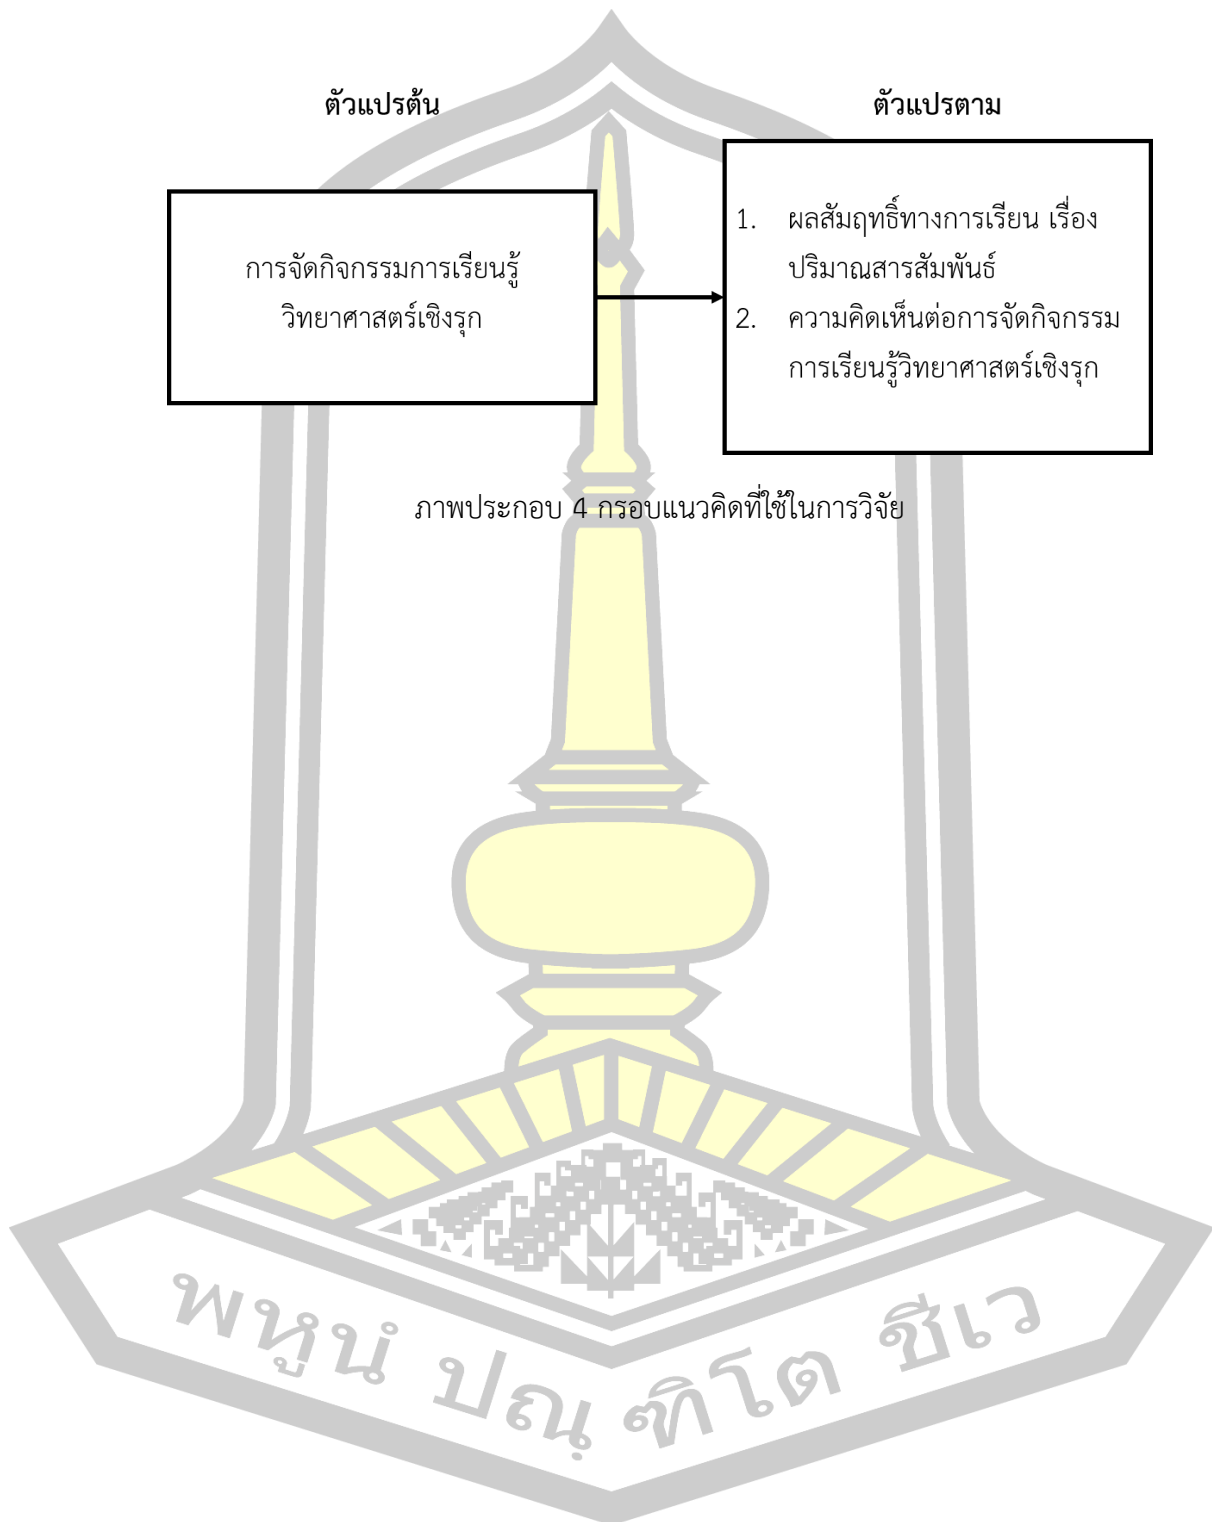 ตัวแปรต้น
ตัวแปรตาม
การจัดกิจกรรมการเรียนรู้
วิทยาศาสตร์เชิงรุก
1. ผลสัมฤทธิ์ทางการเรียน เรื่อง
ปริมาณสารสัมพันธ์
2. ความคิดเห็นต่อการจัดกิจกรรม
การเรียนรู้วิทยาศาสตร์เชิงรุก
ภาพประกอบ 4 กรอบแนวคิดที่ใช้ในการวิจัย
พหูนํ ปณฺ ฑิโต ชีเว